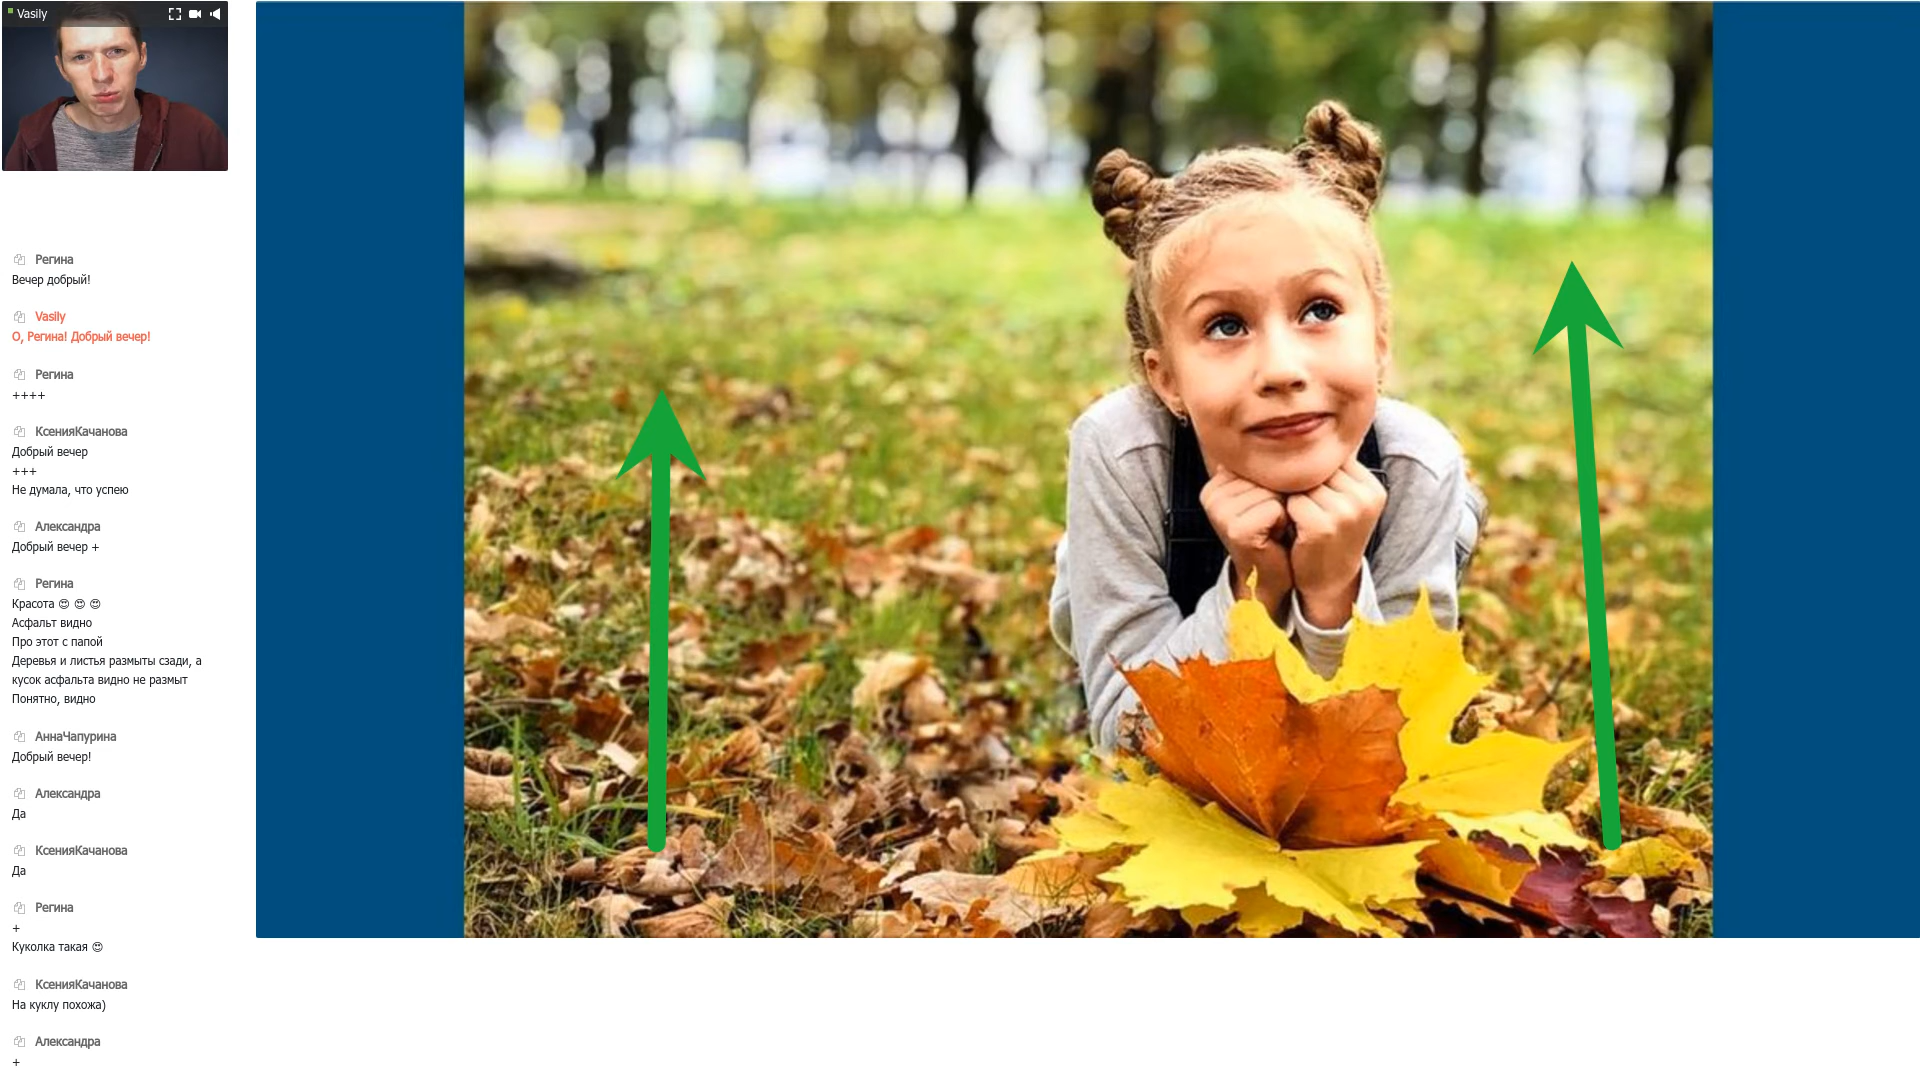 Vasily
Регина
Вечер добрый!
Vasily
О, Регина! Добрый вечер!
Регина
++++
КсенияКачанова
Добрый вечер
+++
Не думала, что успею
Александра
Добрый вечер +
Регина
Красота 😍 😍 😍
Асфальт видно
Про этот с папой
Деревья и листья размыты сзади, а
кусок асфальта видно не размыт
Понятно, видно
АннаЧапурина
Добрый вечер!
Александра
Да
КсенияКачанова
Да
Регина
+
Куколка такая 😍
КсенияКачанова
На куклу похожа)
Александра
+